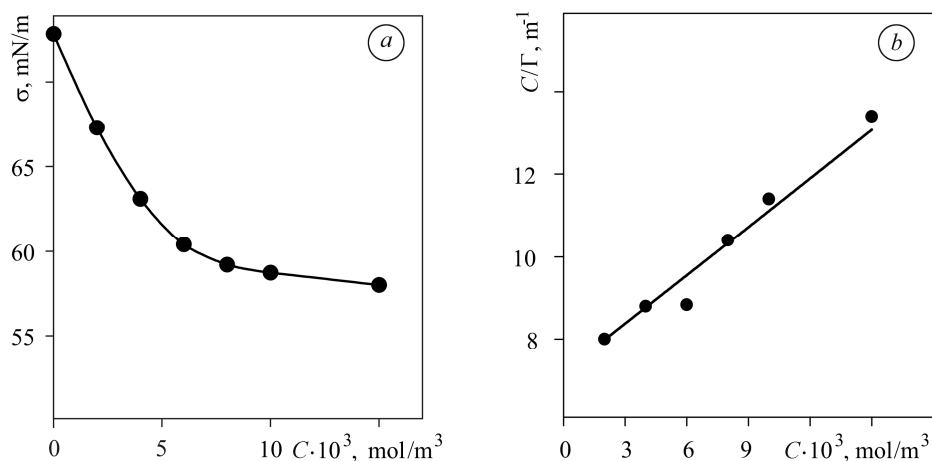 a
σ, mN/m
65
60
55
0
5
10
C·10³, mol/m³
b
C/Γ, m⁻¹
12
10
8
0
3
6
9
C·10³, mol/m³